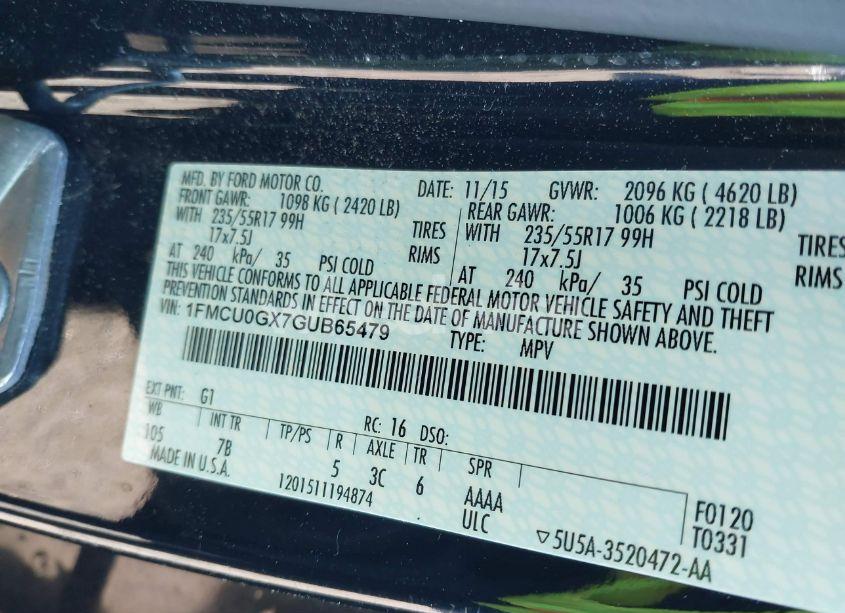 MFD. BY FORD MOTOR CO. DATE: 11/15 GVWR: 2096 KG ( 4620 LB)
FRONT GAWR: 1098 KG ( 2420 LB) REAR GAWR: 1006 KG ( 2218 LB)
WITH 235/55R17 99H TIRES WITH 235/55R17 99H TIRES
17x7.5J RIMS 17x7.5J RIMS
AT 240 kPa/ 35 PSI COLD AT 240 kPa/ 35 PSI COLD
THIS VEHICLE CONFORMS TO ALL APPLICABLE FEDERAL MOTOR VEHICLE SAFETY AND THEFT
PREVENTION STANDARDS IN EFFECT ON THE DATE OF MANUFACTURE SHOWN ABOVE.
VIN: 1FMCU0GX7GUB65479 TYPE: MPV
EXT PNT: G1 RC: 16 DSO:
WB INT TR TP/PS R AXLE TR SPR
105 7B 5 3C 6 AAAA F0120
MADE IN U.S.A. 1201511194874 ULC T0331
5U5A-3520472-AA